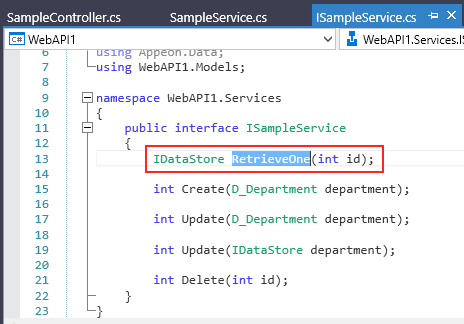 SampleController.cs SampleService.cs ISampleService.cs
C# WebAPI1 WebAPI1.Services.IS
6 using Appeon.Data;
7 using WebAPI1.Models;
8
9 namespace WebAPI1.Services
10 {
11 public interface ISampleService
12 {
13 IDataStore RetrieveOne(int id);
14
15 int Create(D_Department department);
16
17 int Update(D_Department department);
18
19 int Update(IDataStore department);
20
21 int Delete(int id);
22 }
23 }